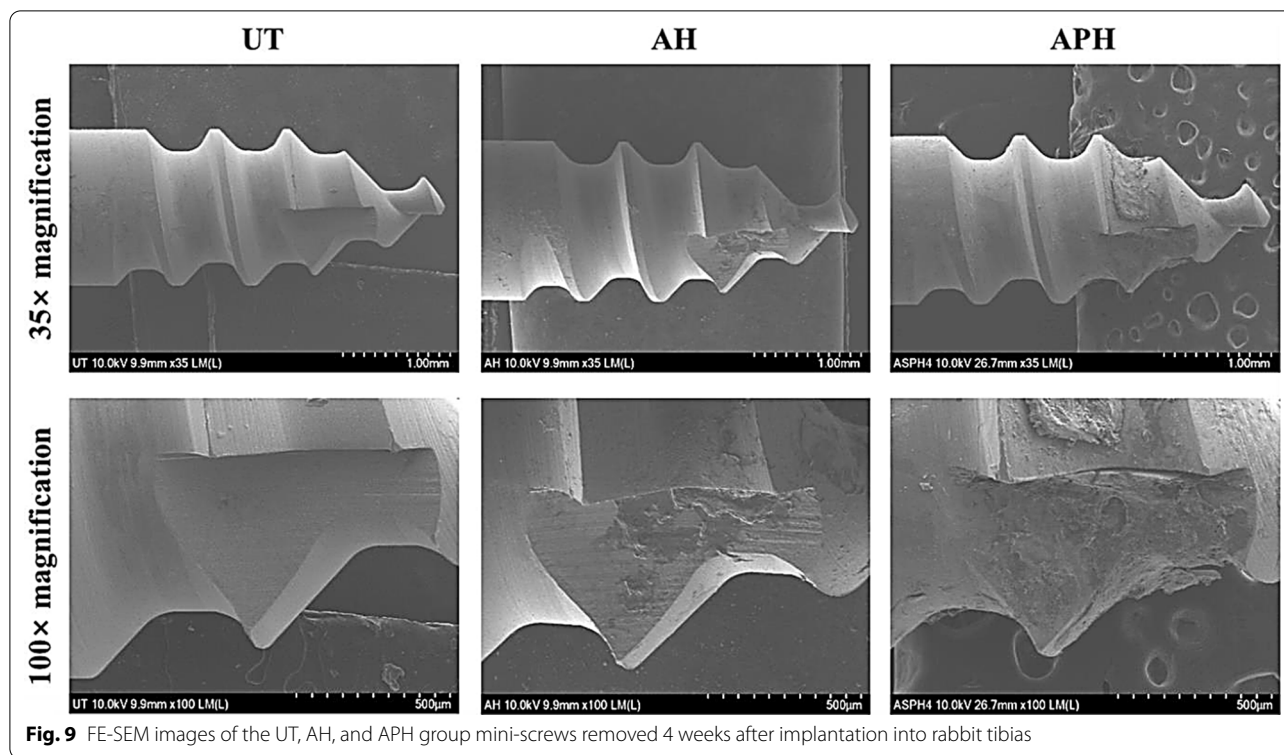 UT AH APH
35× magnification
UT 10.0kV 9.9mm x35 LM(L) 1.00mm
AH 10.0kV 9.9mm x35 LM(L) 1.00mm
ASPH4 10.0kV 26.7mm x35 LM(L) 1.00mm
100× magnification
UT 10.0kV 9.9mm x100 LM(L) 500µm
AH 10.0kV 9.9mm x100 LM(L) 500µm
ASPH4 10.0kV 26.7mm x100 LM(L) 500µm
Fig. 9 FE-SEM images of the UT, AH, and APH group mini-screws removed 4 weeks after implantation into rabbit tibias